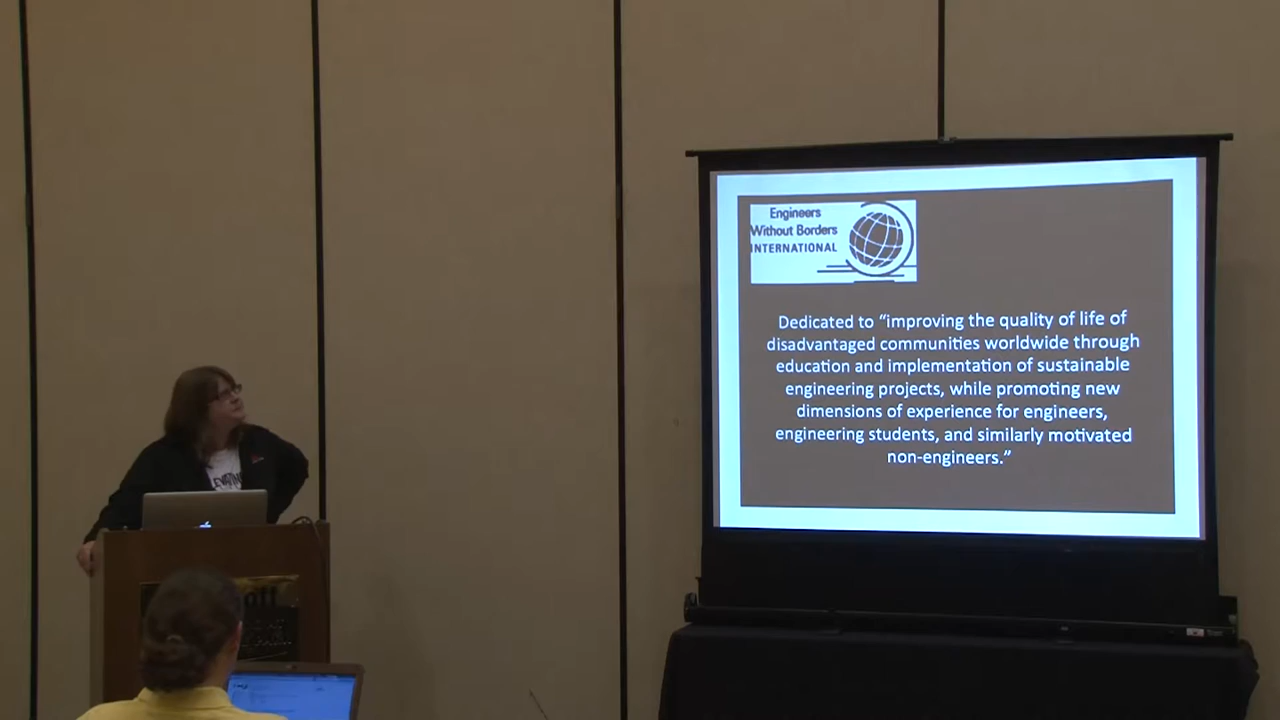 Engineers
Without Borders
INTERNATIONAL
Dedicated to “improving the quality of life of
disadvantaged communities worldwide through
education and implementation of sustainable
engineering projects, while promoting new
dimensions of experience for engineers,
engineering students, and similarly motivated
non-engineers.”